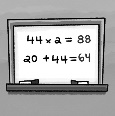 44 x 2 = 88
20 + 44 = 64